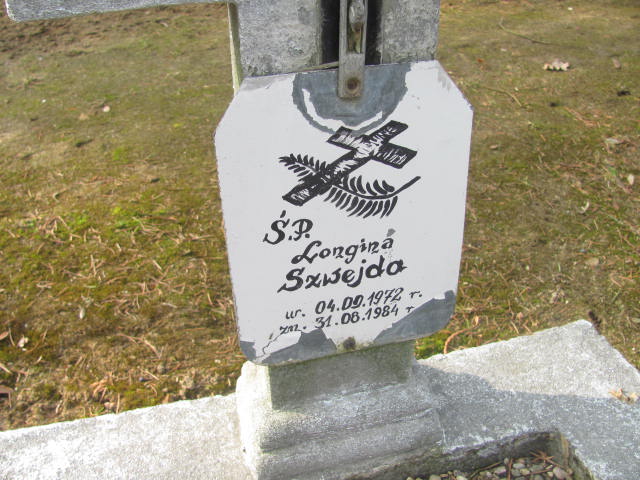 Ś.P.
Longina
Szwejda
ur. 04.09.1972 r.
zm. 31.08.1984 r